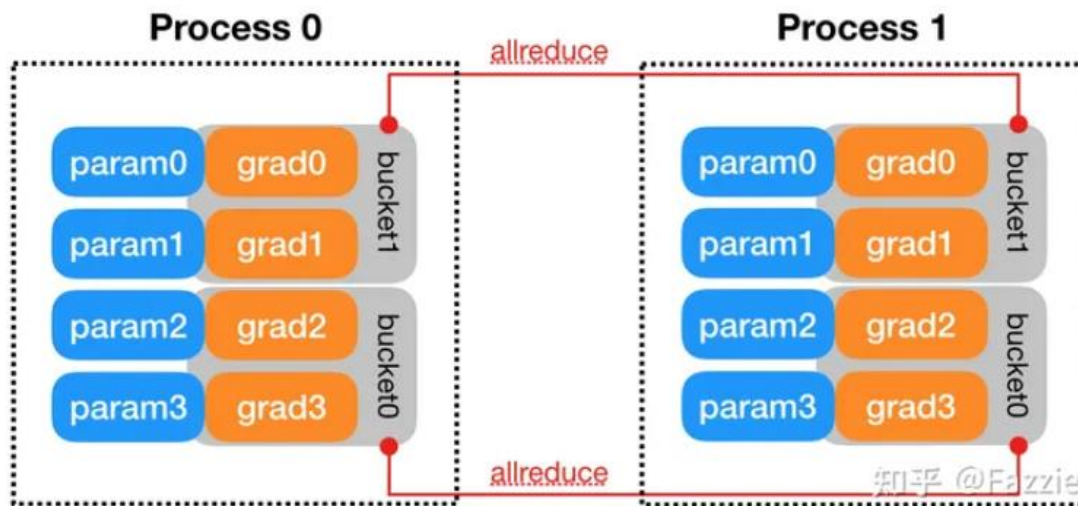 Process 0
Process 1
allreduce
param0 grad0
param1 grad1
bucket1
param2 grad2
param3 grad3
bucket0
param0 grad0
param1 grad1
bucket1
param2 grad2
param3 grad3
bucket0
allreduce
知乎 @Fazzie